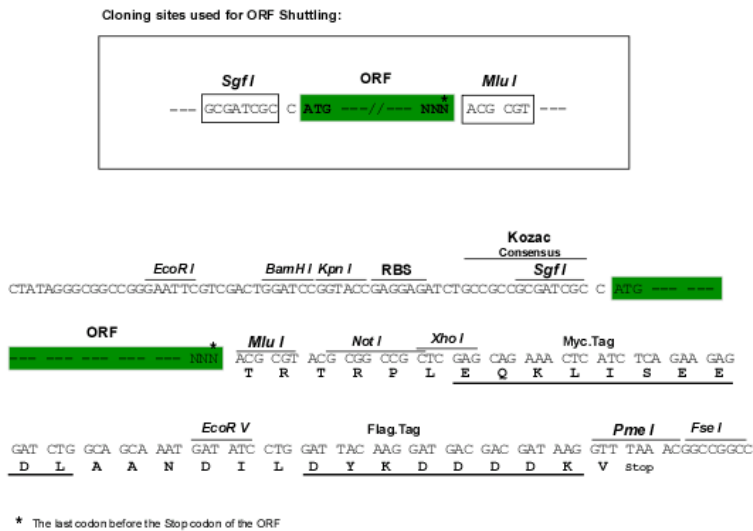 Cloning sites used for ORF Shuttling:
Sgf I ORF Mlu I
--- GCGATCGC C ATG ---//--- NNN* ACG CGT ---
Kozac
Consensus
EcoR I BamH I Kpn I RBS Sgf I
CTATAGGGCGGCCGGGAATTCGTCGACTGGATCCGGTACCGAGGAGATCTGCCGCCGCGATCGC C ATG --- ---
ORF Mlu I Not I Xho I Myc.Tag
--- --- --- --- --- NNN* ACG CGT ACG CGG CCG CTC GAG CAG AAA CTC ATC TCA GAA GAG
T R T R P L E Q K L I S E E
EcoR V Flag.Tag Pme I Fse I
GAT CTG GCA GCA AAT GAT ATC CTG GAT TAC AAG GAT GAC GAC GAT AAG GTT TAA ACGGCCGGCC
D L A A N D I L D Y K D D D D K V Stop
* The last codon before the Stop codon of the ORF